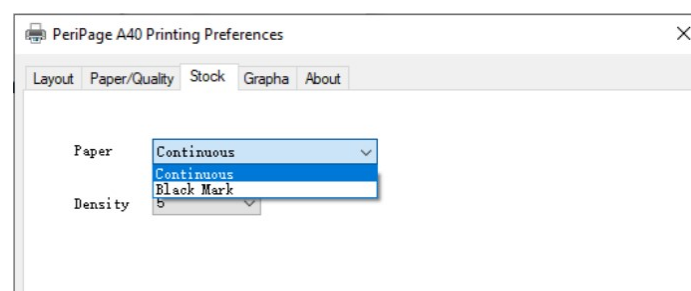 PeriPage A40 Printing Preferences
Layout Paper/Quality Stock Grapha About
Paper Continuous
Continuous
Black Mark
Density 5